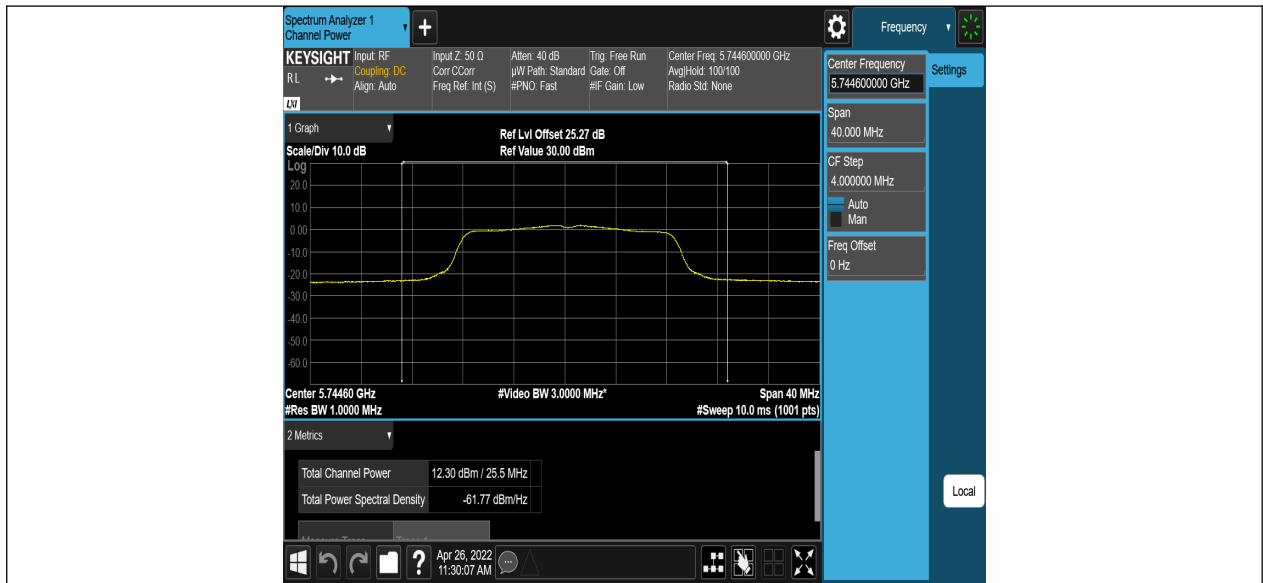 Spectrum Analyzer 1
Channel Power
+
Frequency
KEYSIGHT
RL
LXI
Input: RF
Coupling: DC
Align: Auto
Input Z: 50 Ω
Corr CCorr
Freq Ref: Int (S)
Atten: 40 dB
µW Path: Standard
#PNO: Fast
Trig: Free Run
Gate: Off
#IF Gain: Low
Center Freq: 5.744600000 GHz
Avg|Hold: 100/100
Radio Std: None
Center Frequency
5.744600000 GHz
Settings
Span
40.000 MHz
CF Step
4.000000 MHz
Auto
Man
Freq Offset
0 Hz
Local
1 Graph
Scale/Div 10.0 dB
Ref Lvl Offset 25.27 dB
Ref Value 30.00 dBm
Log
20.0
10.0
0.00
-10.0
-20.0
-30.0
-40.0
-50.0
-60.0
Center 5.74460 GHz
#Video BW 3.0000 MHz*
Span 40 MHz
#Res BW 1.0000 MHz
#Sweep 10.0 ms (1001 pts)
2 Metrics
Total Channel Power 12.30 dBm / 25.5 MHz
Total Power Spectral Density -61.77 dBm/Hz
Measure Trace Trace 1
?
Apr 26, 2022
11:30:07 AM